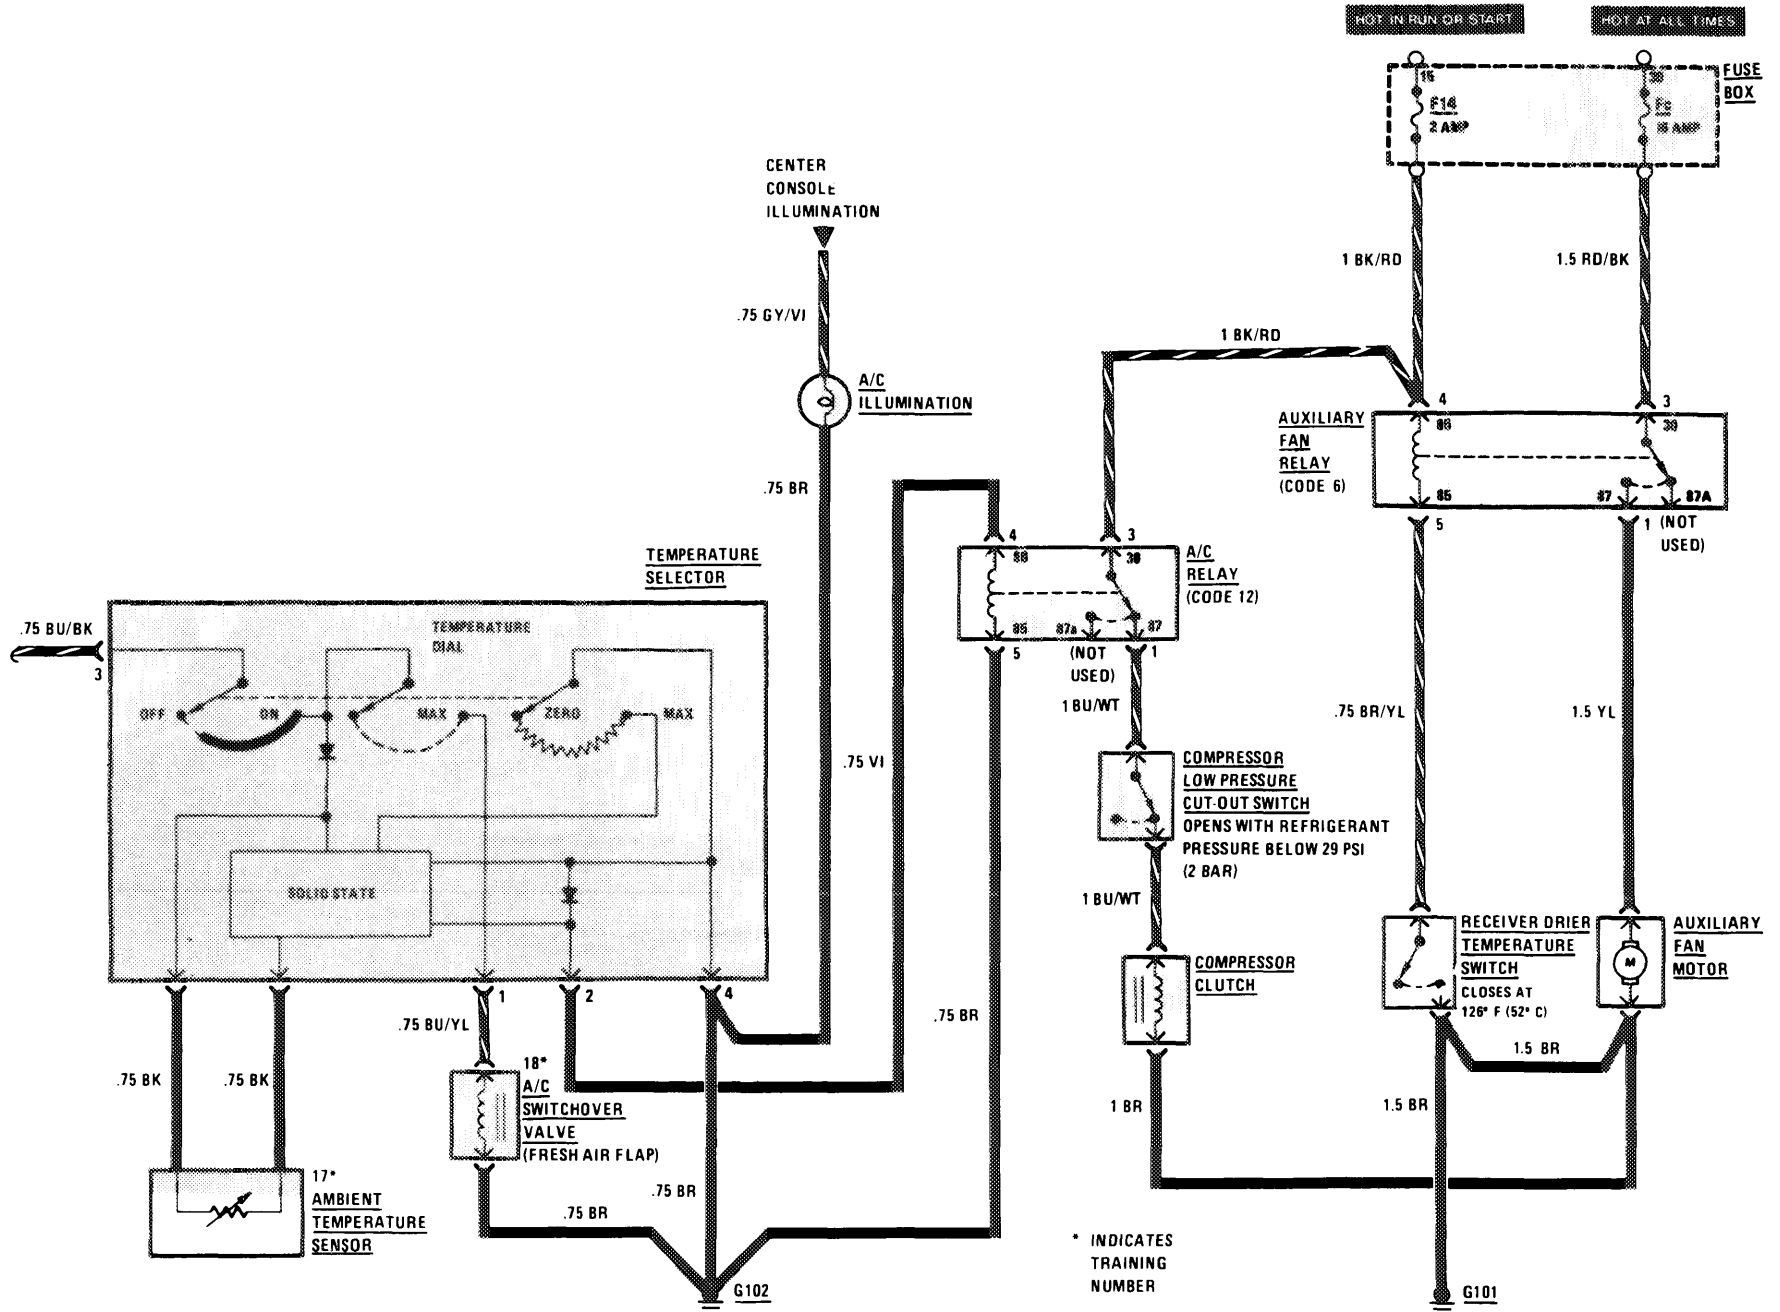 HOT IN RUN OR START
HOT AT ALL TIMES
FUSE
BOX
15
F14
2 AMP
30
AMP
CENTER
CONSOLE
ILLUMINATION
1 BK/RD
1.5 RD/BK
.75 GY/VI
1 BK/RD
A/C
ILLUMINATION
4
3
AUXILIARY
FAN
RELAY
(CODE 6)
86
30
85
87
87A
5
1
(NOT
USED)
.75 BR
4
3
86
30
A/C
RELAY
(CODE 12)
85
87a
87
5
(NOT
USED)
1
TEMPERATURE
SELECTOR
.75 BU/BK
3
TEMPERATURE
DIAL
OFF
ON
MAX
ZERO
MAX
SOLID STATE
.75 VI
1 BU/WT
.75 BR/YL
1.5 YL
COMPRESSOR
LOW PRESSURE
CUT-OUT SWITCH
OPENS WITH REFRIGERANT
PRESSURE BELOW 29 PSI
(2 BAR)
1 BU/WT
COMPRESSOR
CLUTCH
RECEIVER DRIER
TEMPERATURE
SWITCH
CLOSES AT
126° F (52° C)
AUXILIARY
FAN
MOTOR
M
1
2
4
.75 BU/YL
.75 BR
1.5 BR
.75 BK
.75 BK
18*
A/C
SWITCHOVER
VALVE
(FRESH AIR FLAP)
1 BR
1.5 BR
17*
AMBIENT
TEMPERATURE
SENSOR
.75 BR
.75 BR
* INDICATES
TRAINING
NUMBER
G102
G101